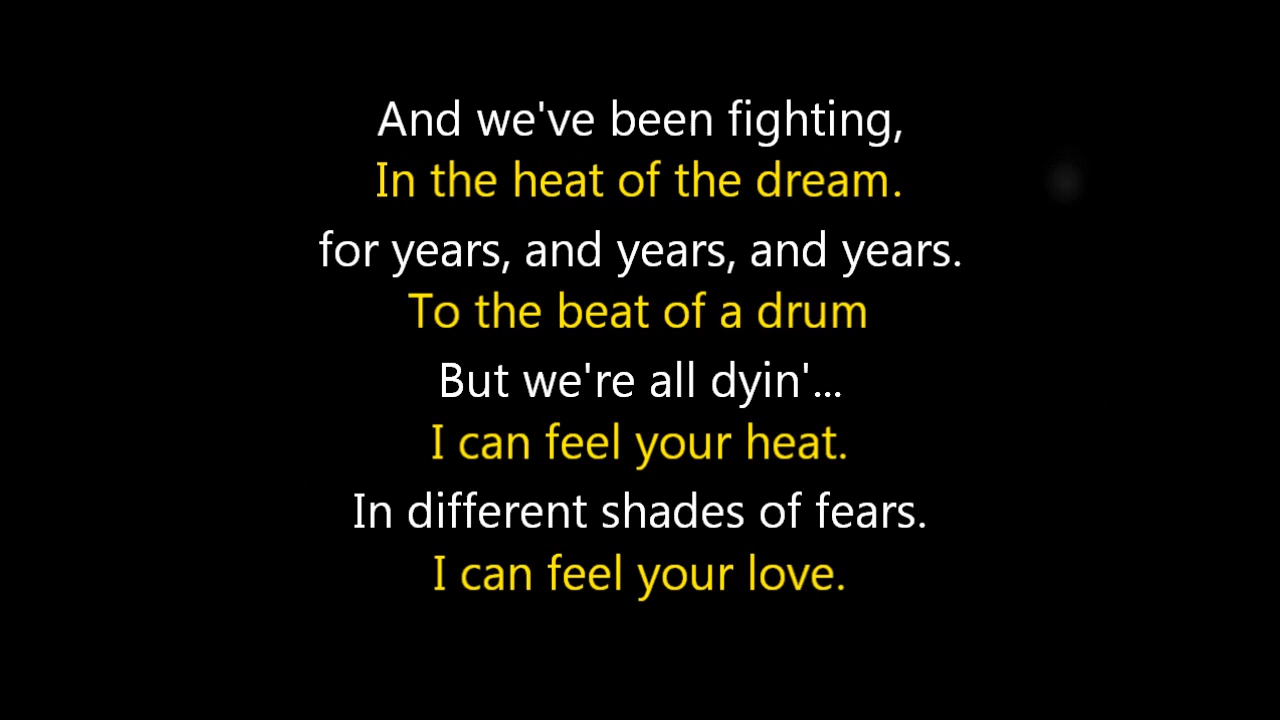 And we've been fighting,
In the heat of the dream.
for years, and years, and years.
To the beat of a drum
But we're all dyin'...
I can feel your heat.
In different shades of fears.
I can feel your love.